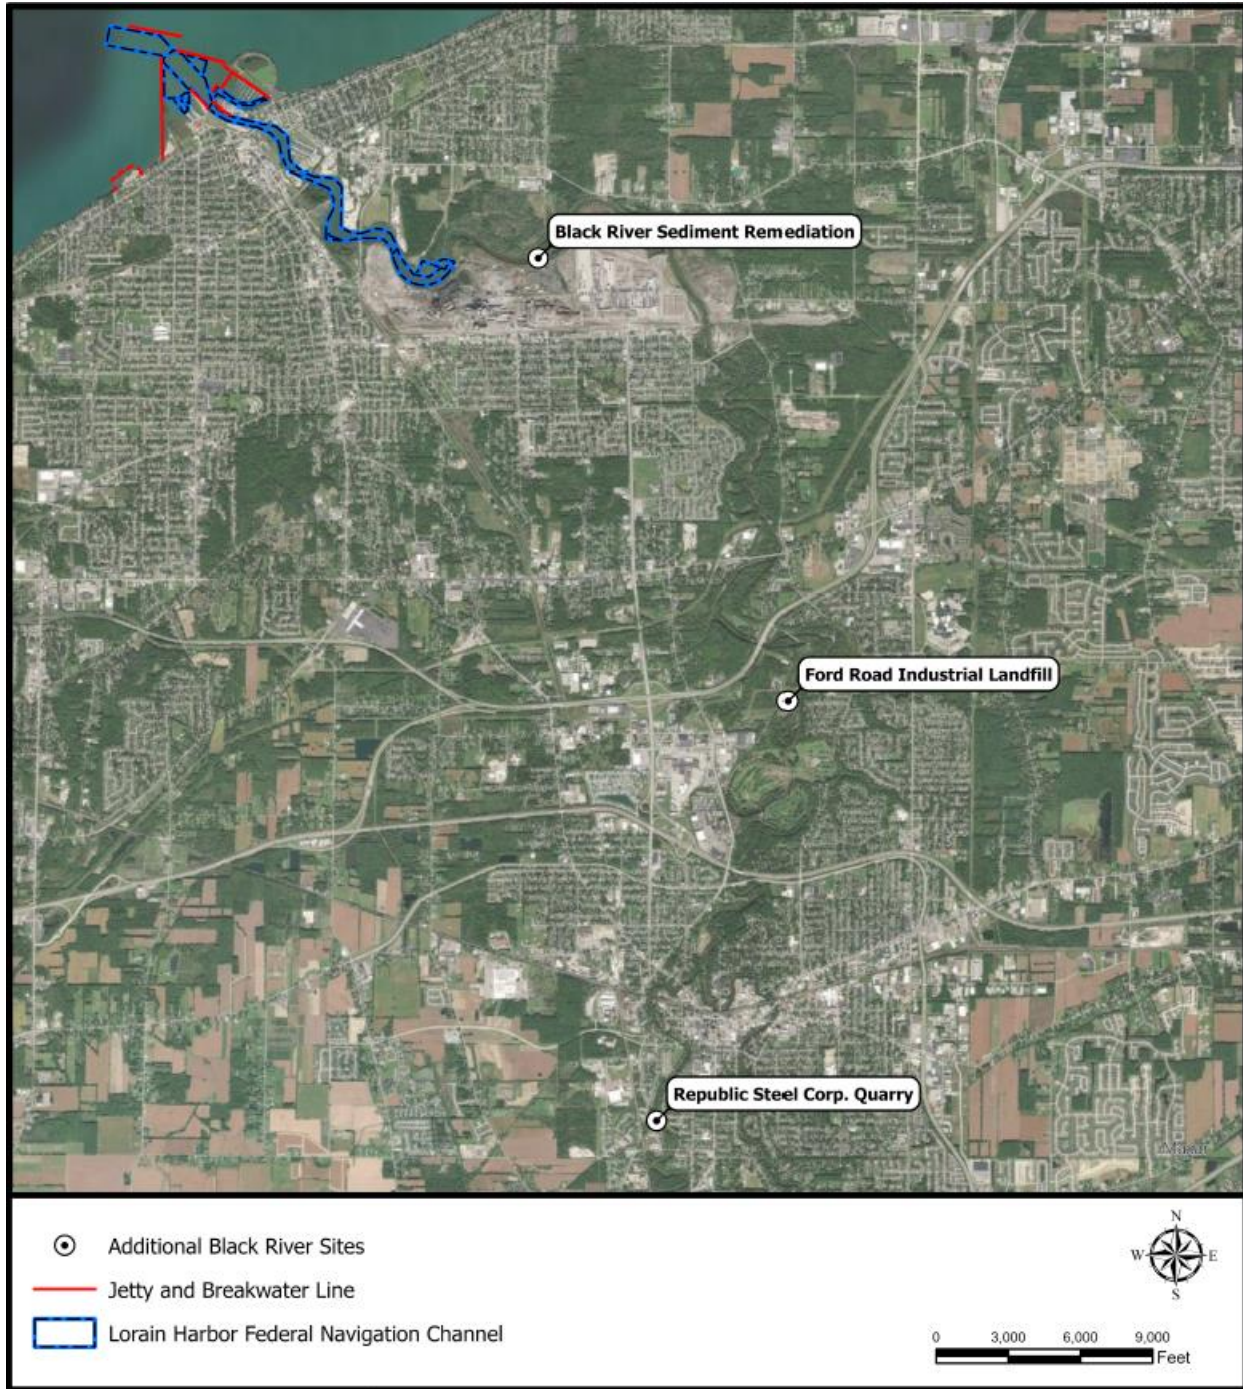 Black River Sediment Remediation
Ford Road Industrial Landfill
Republic Steel Corp. Quarry
Additional Black River Sites
Jetty and Breakwater Line
Lorain Harbor Federal Navigation Channel
N
W E
S
0 3,000 6,000 9,000
Feet